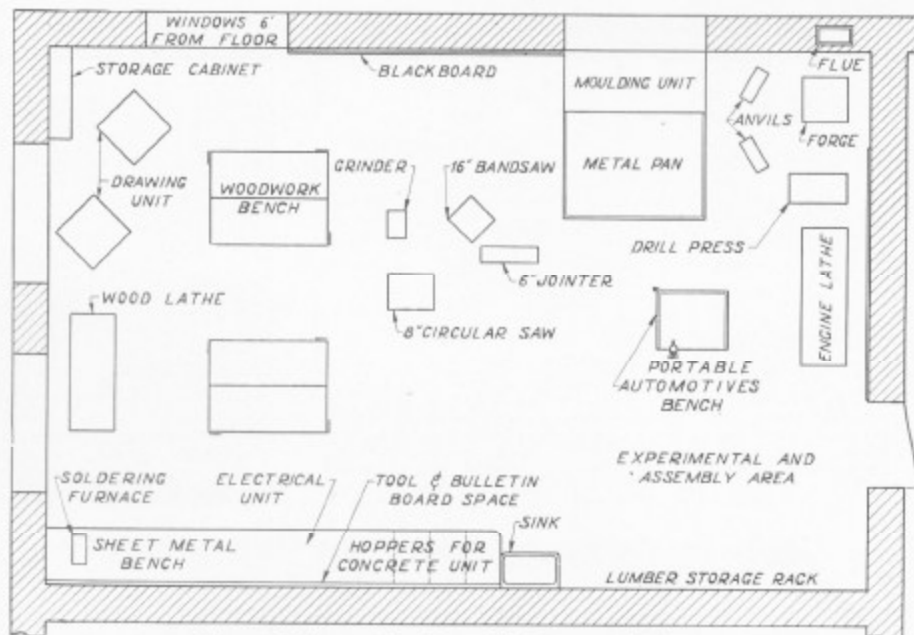 WINDOWS 6'
FROM FLOOR
STORAGE CABINET
BLACKBOARD
MOULDING UNIT
FLUE
ANVILS
FORGE
METAL PAN
GRINDER
16" BANDSAW
DRAWING
UNIT
WOODWORK
BENCH
DRILL PRESS
6" JOINTER
WOOD LATHE
8" CIRCULAR SAW
ENGINE LATHE
PORTABLE
AUTOMOTIVES
BENCH
EXPERIMENTAL AND
ASSEMBLY AREA
SOLDERING
FURNACE
ELECTRICAL
UNIT
TOOL & BULLETIN
BOARD SPACE
SINK
SHEET METAL
BENCH
HOPPERS FOR
CONCRETE UNIT
LUMBER STORAGE RACK